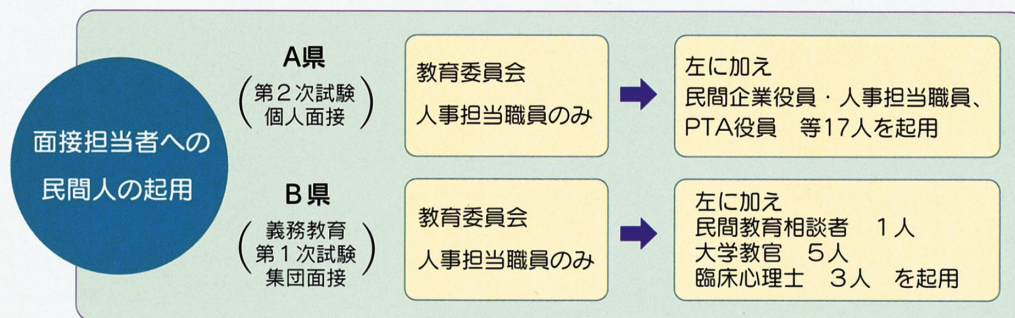 面接担当者への
民間人の起用
A県
(第2次試験
個人面接)
教育委員会
人事担当職員のみ
左に加え
民間企業役員・人事担当職員、
PTA役員 等17人を起用
B県
(義務教育
第1次試験
集団面接)
教育委員会
人事担当職員のみ
左に加え
民間教育相談者 1人
大学教官 5人
臨床心理士 3人 を起用